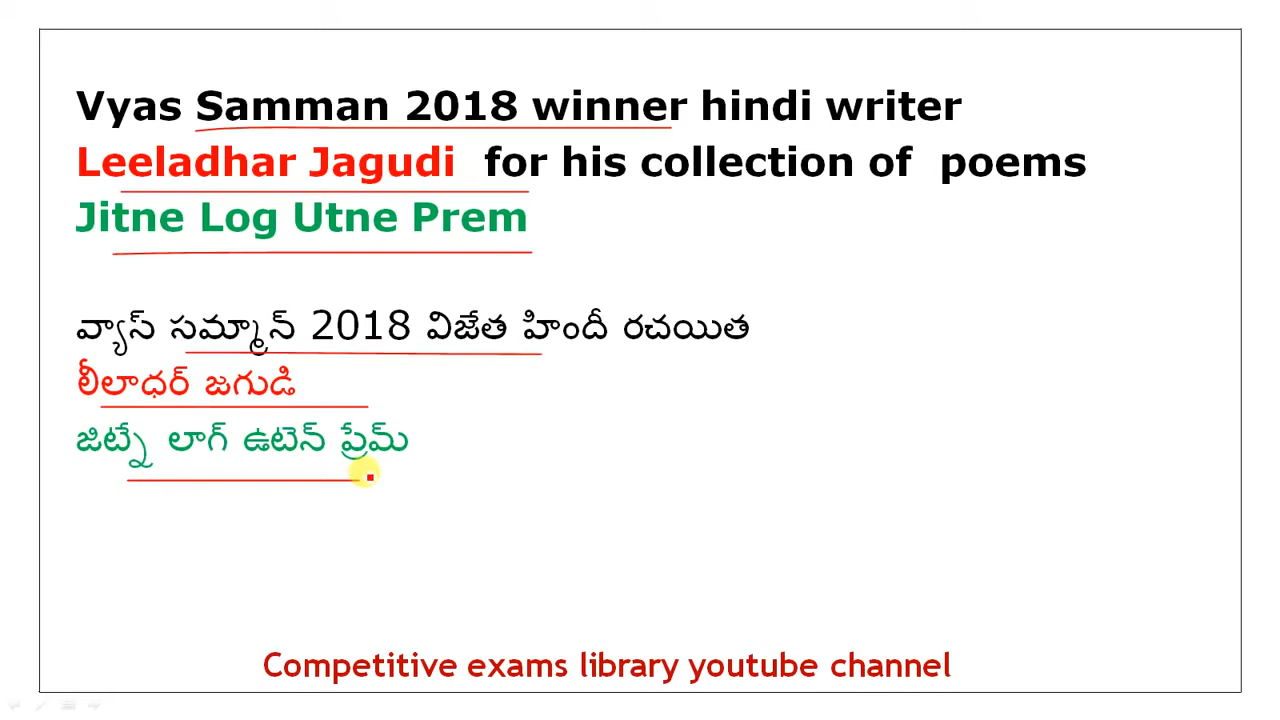 Vyas Samman 2018 winner hindi writer
Leeladhar Jagudi for his collection of poems
Jitne Log Utne Prem
వ్యాస్ సమ్మాన్ 2018 విజేత హిందీ రచయిత
లీలాధర్ జగుడి
జిట్నే లాగ్ ఉటెన్ ప్రేమ్
Competitive exams library youtube channel